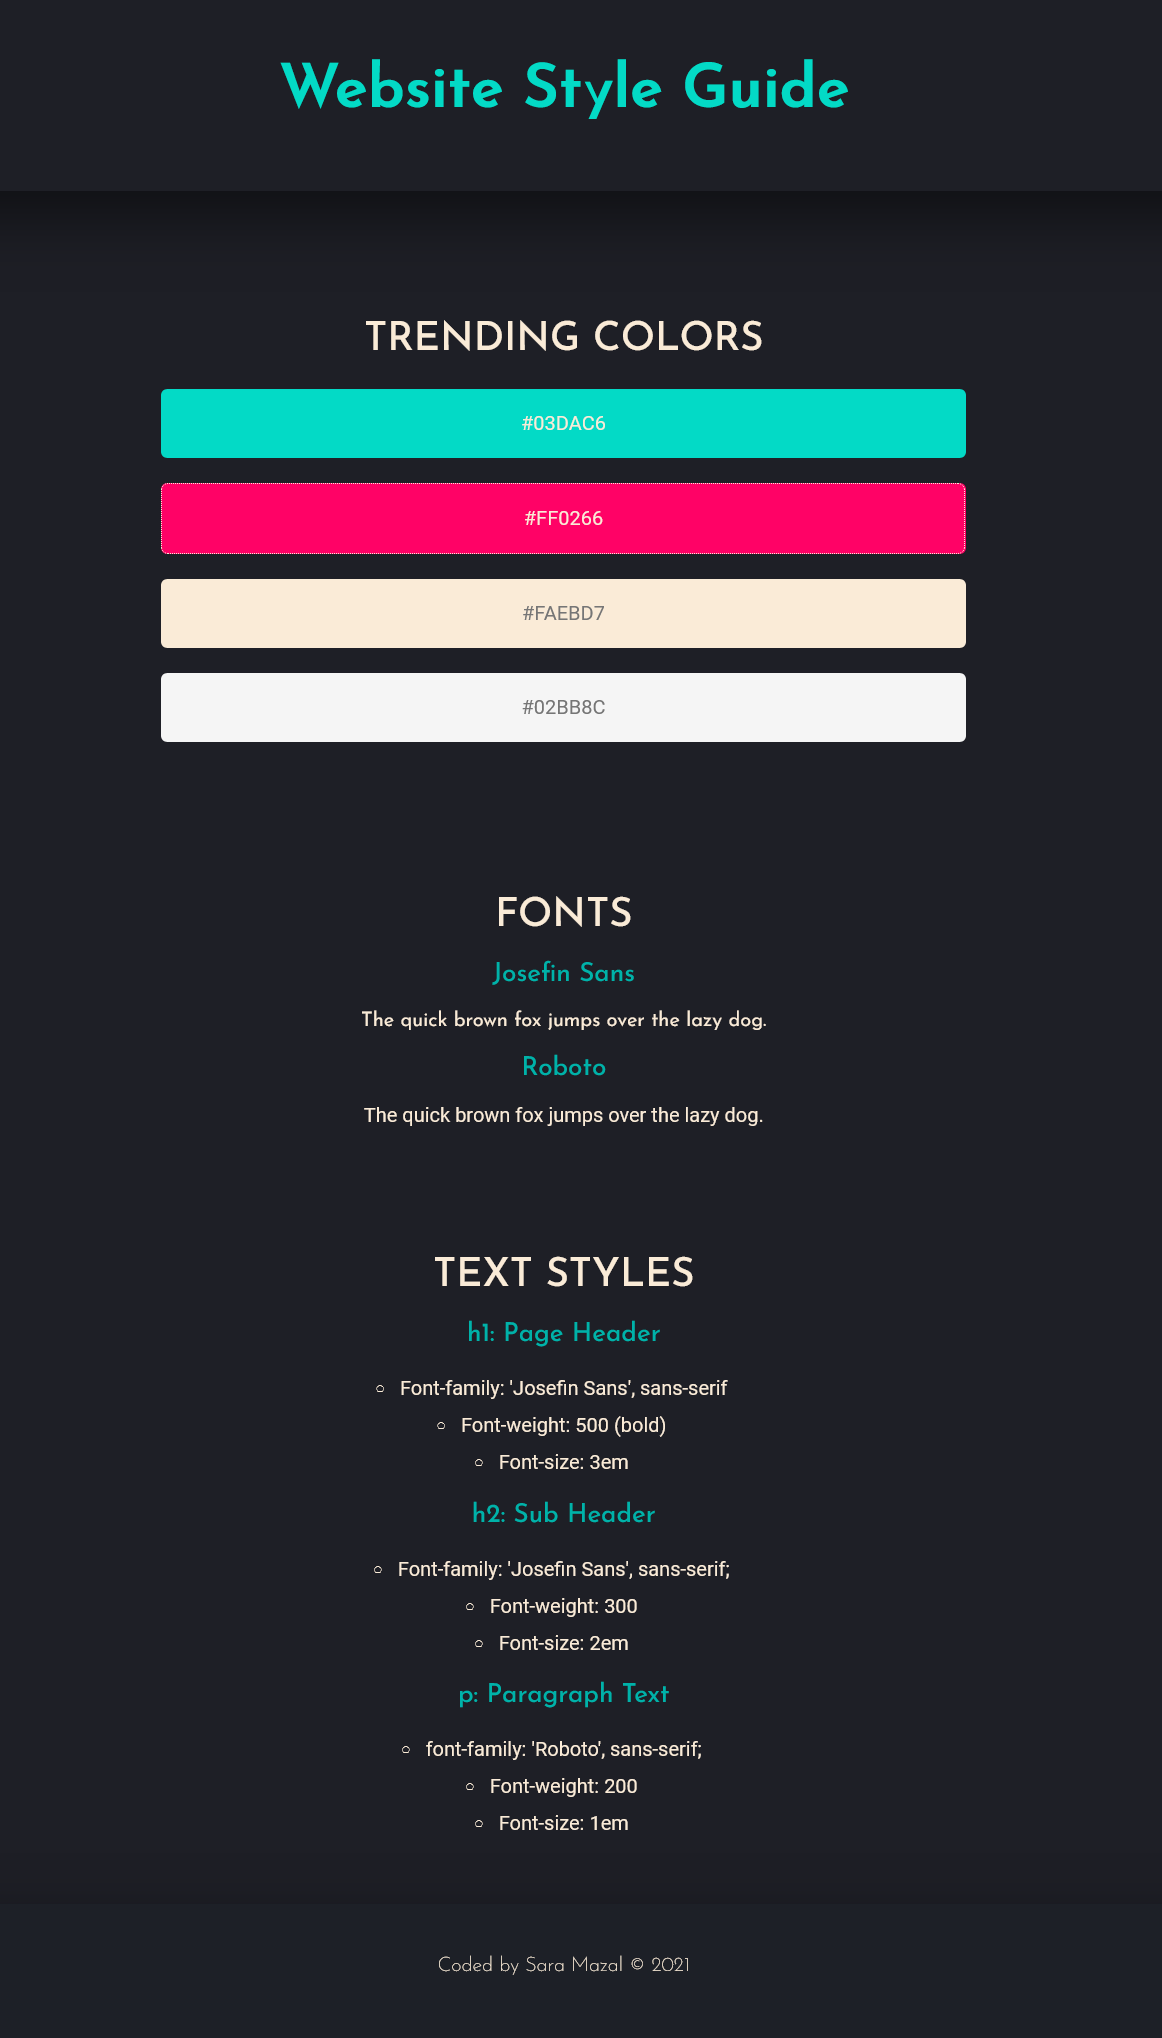 Website Style Guide
TRENDING COLORS
#03DAC6
#FF0266
#FAEBD7
#02BB8C
FONTS
Josefin Sans
The quick brown fox jumps over the lazy dog.
Roboto
The quick brown fox jumps over the lazy dog.
TEXT STYLES
h1: Page Header
Font-family: 'Josefin Sans', sans-serif
Font-weight: 500 (bold)
Font-size: 3em
h2: Sub Header
Font-family: 'Josefin Sans', sans-serif;
Font-weight: 300
Font-size: 2em
p: Paragraph Text
font-family: 'Roboto', sans-serif;
Font-weight: 200
Font-size: 1em
Coded by Sara Mazal © 2021